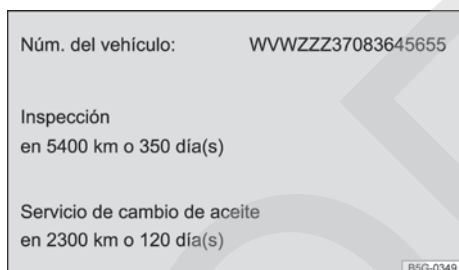 Núm. del vehículo: WVWZZZ37083645655
Inspección
en 5400 km o 350 día(s)
Servicio de cambio de aceite
en 2300 km o 120 día(s)
B5G-0349